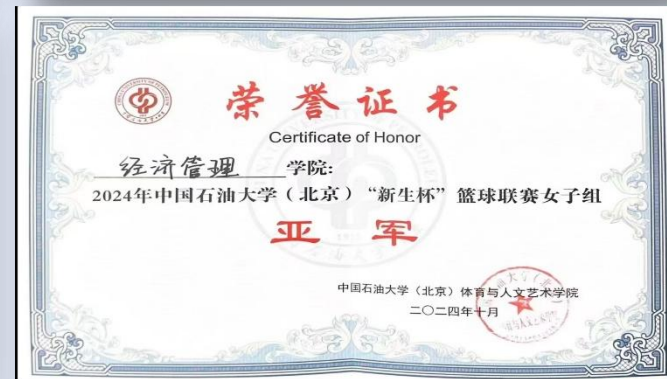 荣誉证书
Certificate of Honor
经济管理 学院:
2024年中国石油大学（北京）“新生杯”篮球联赛女子组
亚 军
中国石油大学（北京）体育与人文艺术学院
二〇二四年十月